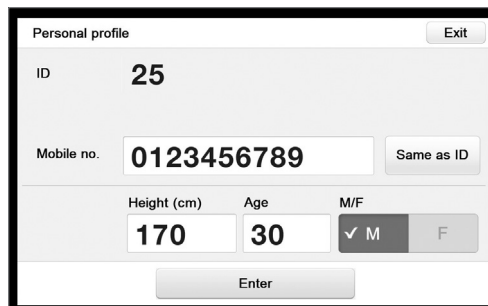 Personal profile Exit
ID 25
Mobile no. 0123456789 Same as ID
Height (cm) Age M/F
170 30 ✓ M F
Enter